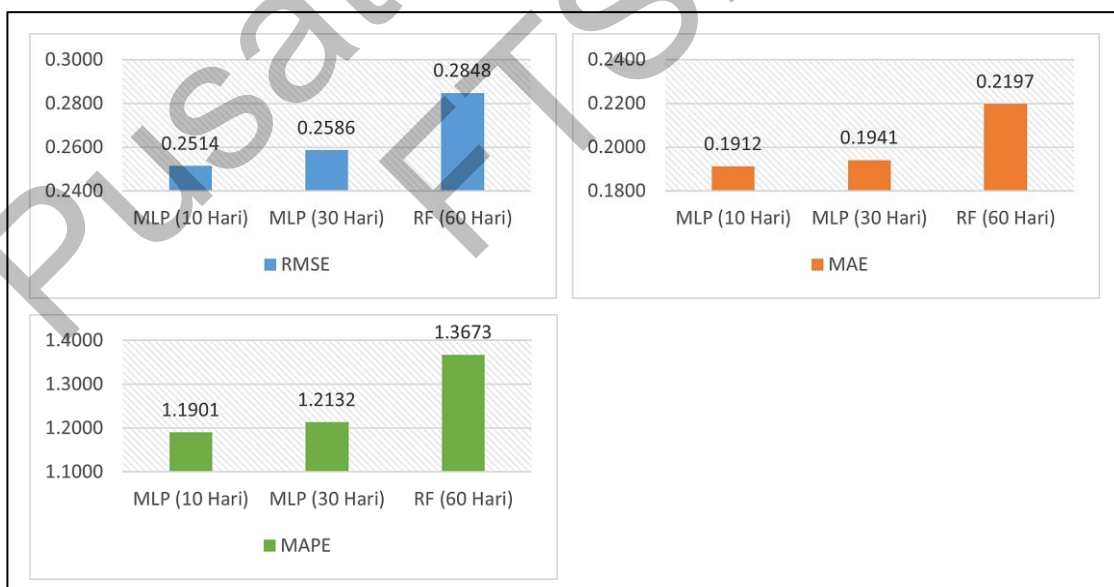 Pusat
FTS
0.3000
0.2800
0.2600
0.2400
0.2514
0.2586
0.2848
MLP (10 Hari)
MLP (30 Hari)
RF (60 Hari)
RMSE
0.2400
0.2200
0.2000
0.1800
0.1912
0.1941
0.2197
MLP (10 Hari)
MLP (30 Hari)
RF (60 Hari)
MAE
1.4000
1.3000
1.2000
1.1000
1.1901
1.2132
1.3673
MLP (10 Hari)
MLP (30 Hari)
RF (60 Hari)
MAPE